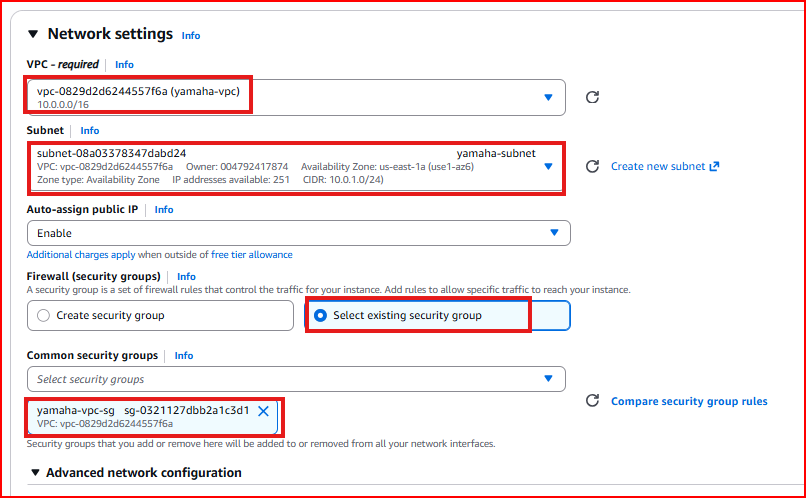 Network settings Info
VPC - required Info
vpc-0829d2d6244557f6a (yamaha-vpc)
10.0.0.0/16
Subnet Info
subnet-08a03378347dabd24 yamaha-subnet
VPC: vpc-0829d2d6244557f6a Owner: 004792417874 Availability Zone: us-east-1a (use1-az6)
Zone type: Availability Zone IP addresses available: 251 CIDR: 10.0.1.0/24)
Create new subnet
Auto-assign public IP Info
Enable
Additional charges apply when outside of free tier allowance
Firewall (security groups) Info
A security group is a set of firewall rules that control the traffic for your instance. Add rules to allow specific traffic to reach your instance.
Create security group
Select existing security group
Common security groups Info
Select security groups
yamaha-vpc-sg sg-0321127dbb2a1c3d1
VPC: vpc-0829d2d6244557f6a
Compare security group rules
Security groups that you add or remove here will be added to or removed from all your network interfaces.
Advanced network configuration